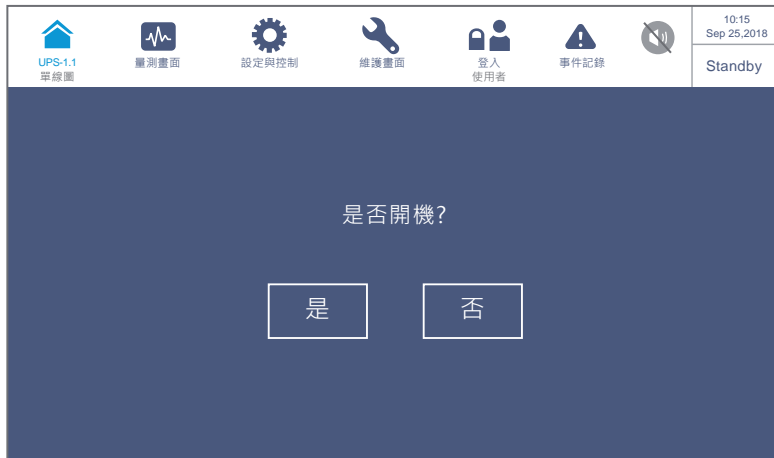 UPS-1.1
單線圖
量測畫面
設定與控制
維護畫面
登入
使用者
事件記錄
10:15
Sep 25,2018
Standby
是否開機?
是
否